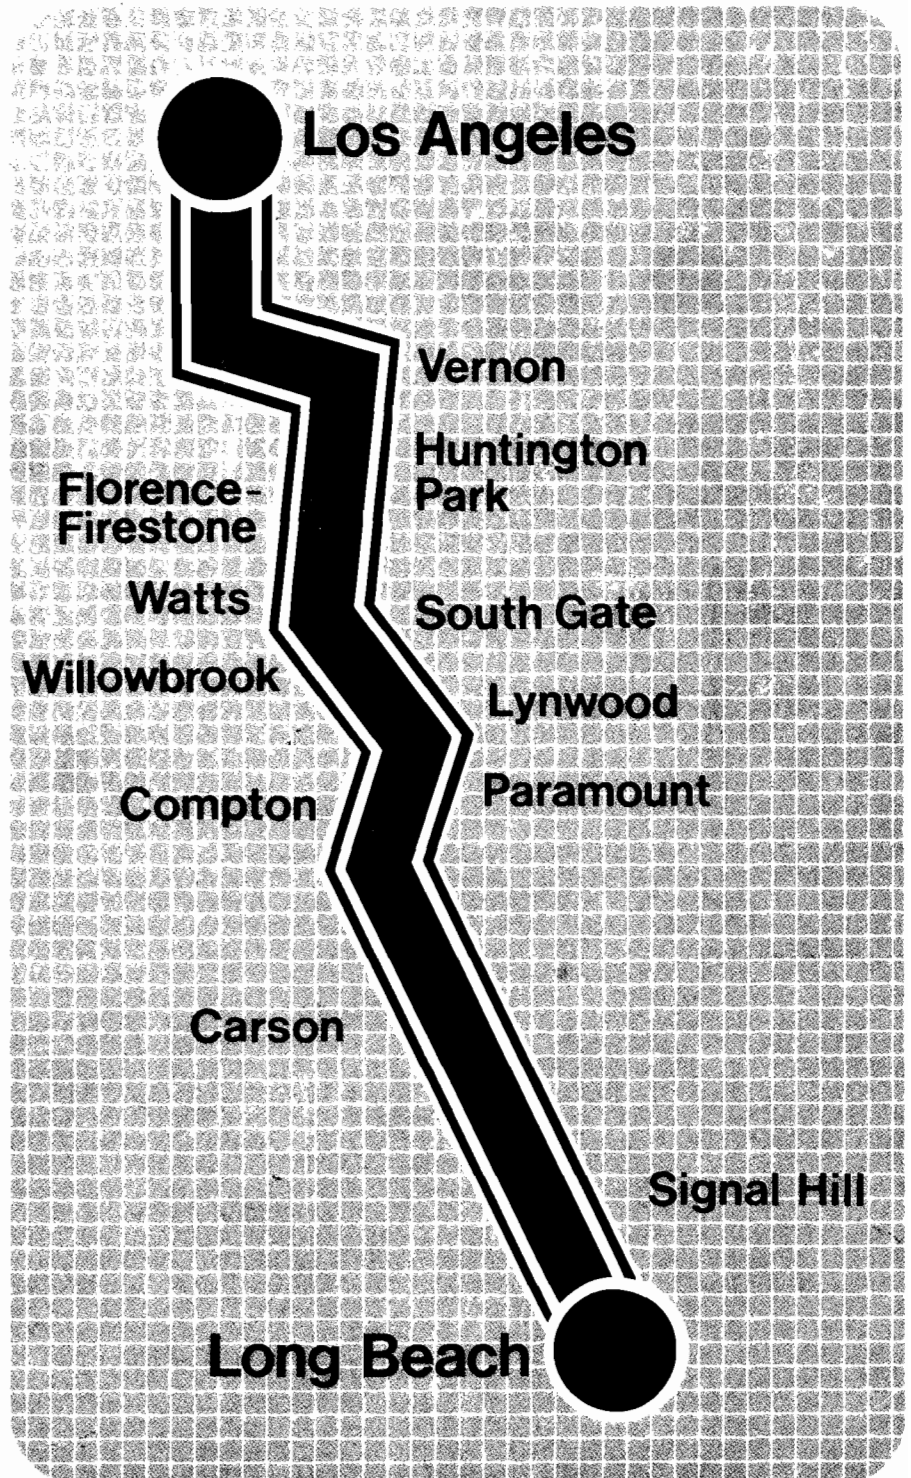 Los Angeles
Vernon
Huntington
Park
Florence-
Firestone
Watts
South Gate
Willowbrook
Lynwood
Paramount
Compton
Carson
Signal Hill
Long Beach